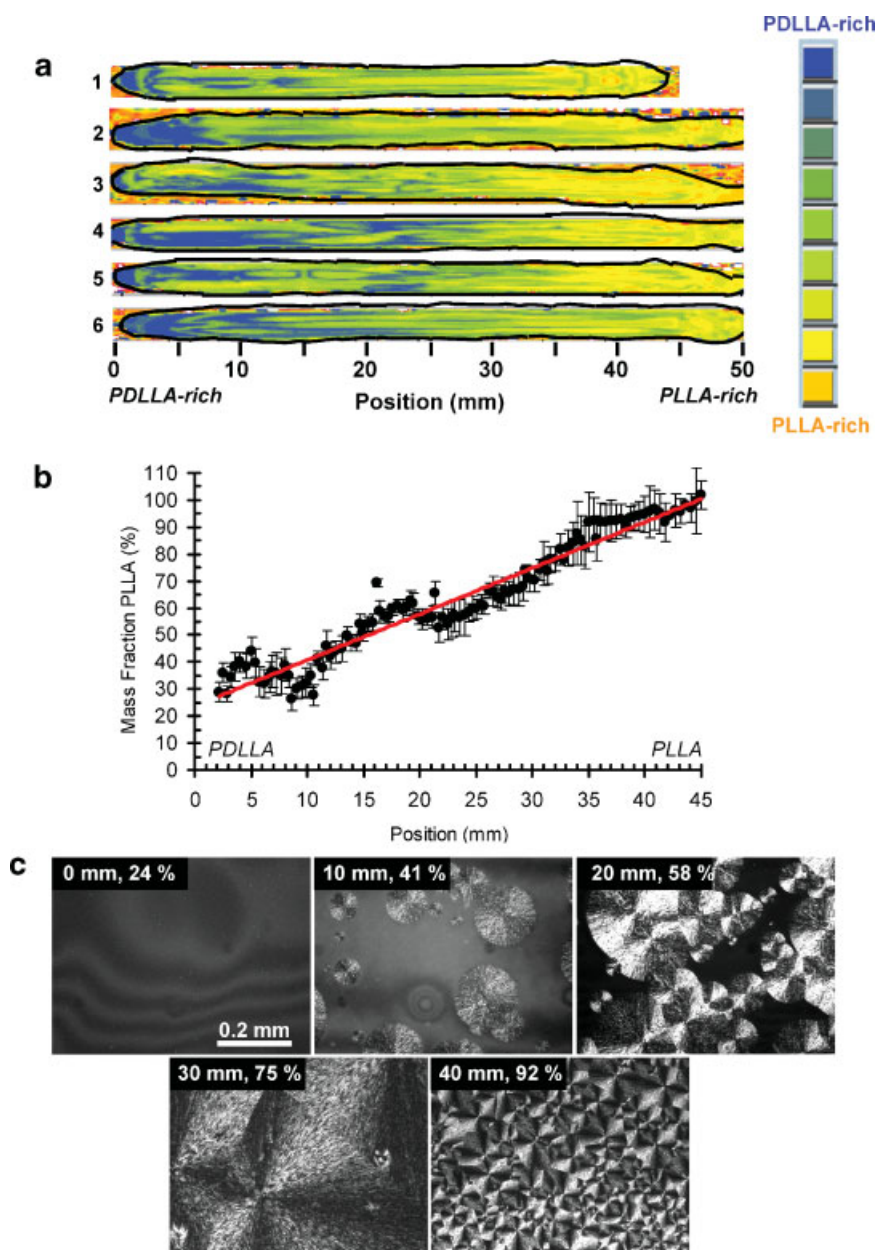 PDLLA-rich
a
1
2
3
4
5
6
0 10 20 30 40 50
PDLLA-rich Position (mm) PLLA-rich
PLLA-rich
b
Mass Fraction PLLA (%)
110
100
90
80
70
60
50
40
30
20
10
0
PDLLA PLLA
0 5 10 15 20 25 30 35 40 45
Position (mm)
c
0 mm, 24 %
0.2 mm
10 mm, 41 %
20 mm, 58 %
30 mm, 75 %
40 mm, 92 %